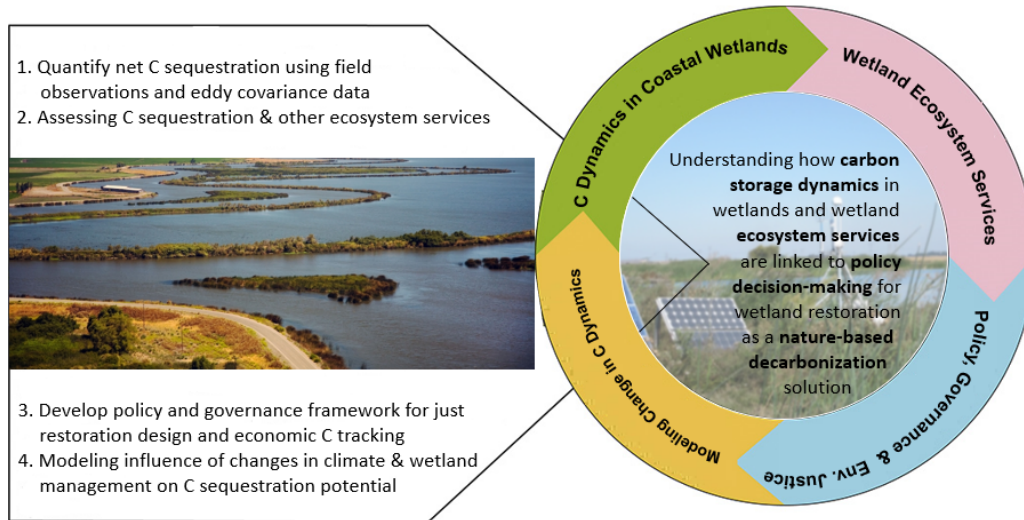 1. Quantify net C sequestration using field
observations and eddy covariance data
2. Assessing C sequestration & other ecosystem services
3. Develop policy and governance framework for just
restoration design and economic C tracking
4. Modeling influence of changes in climate & wetland
management on C sequestration potential
C Dynamics in Coastal Wetlands
Wetland Ecosystem Services
Policy, Governance & Env. Justice
Modeling Change in C Dynamics
Understanding how carbon
storage dynamics in
wetlands and wetland
ecosystem services
are linked to policy
decision-making for
wetland restoration
as a nature-based
decarbonization
solution